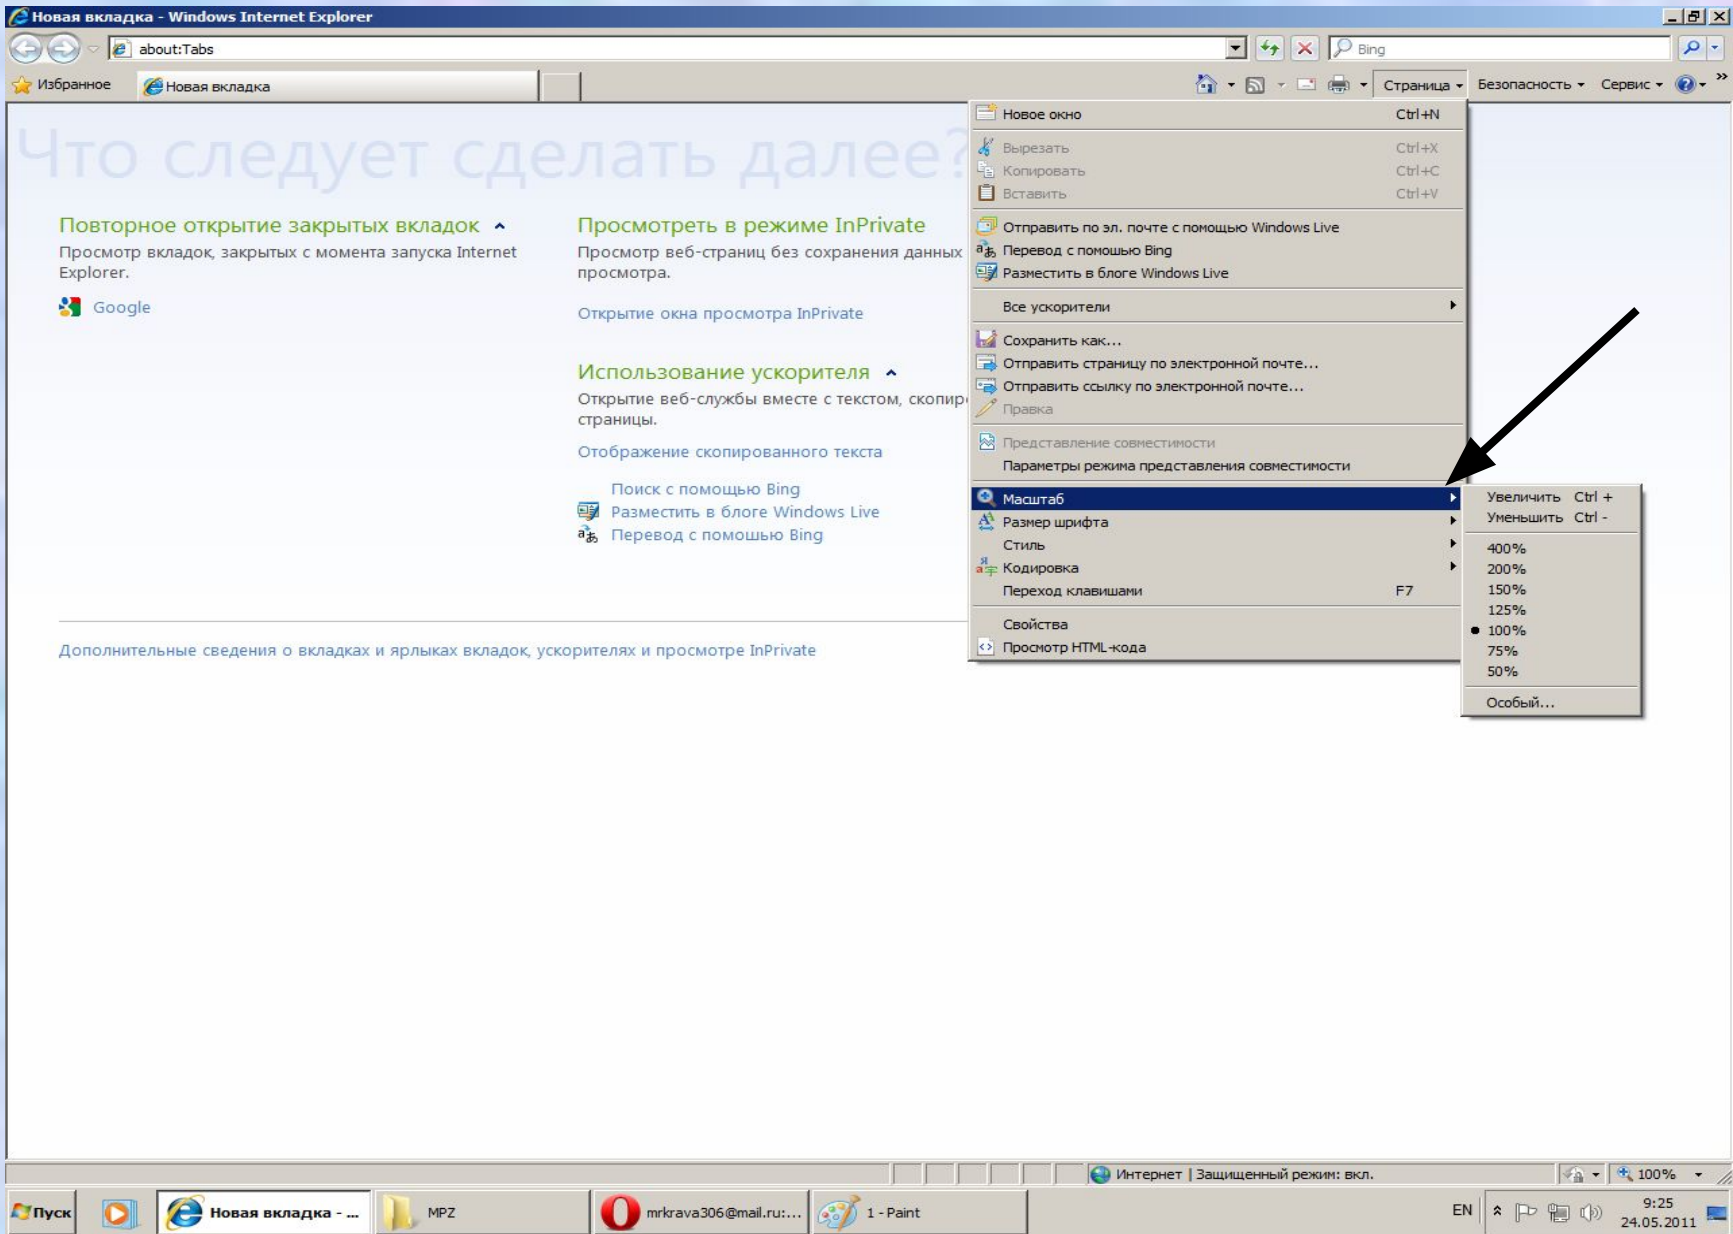 Новая вкладка - Windows Internet Explorer
about:Tabs
Bing
Избранное
Новая вкладка
Страница
Безопасность
Сервис
»
Что следует сделать далее?
Повторное открытие закрытых вкладок
Просмотр вкладок, закрытых с момента запуска Internet
Explorer.
Google
Просмотреть в режиме InPrivate
Просмотр веб-страниц без сохранения данных
просмотра.
Открытие окна просмотра InPrivate
Использование ускорителя
Открытие веб-службы вместе с текстом, скопир
страницы.
Отображение скопированного текста
Поиск с помощью Bing
Разместить в блоге Windows Live
Перевод с помошью Bing
Дополнительные сведения о вкладках и ярлыках вкладок, ускорителях и просмотре InPrivate
Новое окно Ctrl+N
Вырезать Ctrl+X
Копировать Ctrl+C
Вставить Ctrl+V
Отправить по эл. почте с помощью Windows Live
Перевод с помошью Bing
Разместить в блоге Windows Live
Все ускорители
Сохранить как...
Отправить страницу по электронной почте...
Отправить ссылку по электронной почте...
Правка
Представление совместимости
Параметры режима представления совместимости
Масштаб
Размер шрифта
Стиль
Кодировка
Переход клавишами F7
Свойства
Просмотр HTML-кода
Увеличить Ctrl +
Уменьшить Ctrl -
400%
200%
150%
125%
100%
75%
50%
Особый...
Интернет | Защищенный режим: вкл.
100%
Пуск
Новая вкладка - ...
MPZ
mrkrava306@mail.ru:...
1 - Paint
EN
9:25
24.05.2011